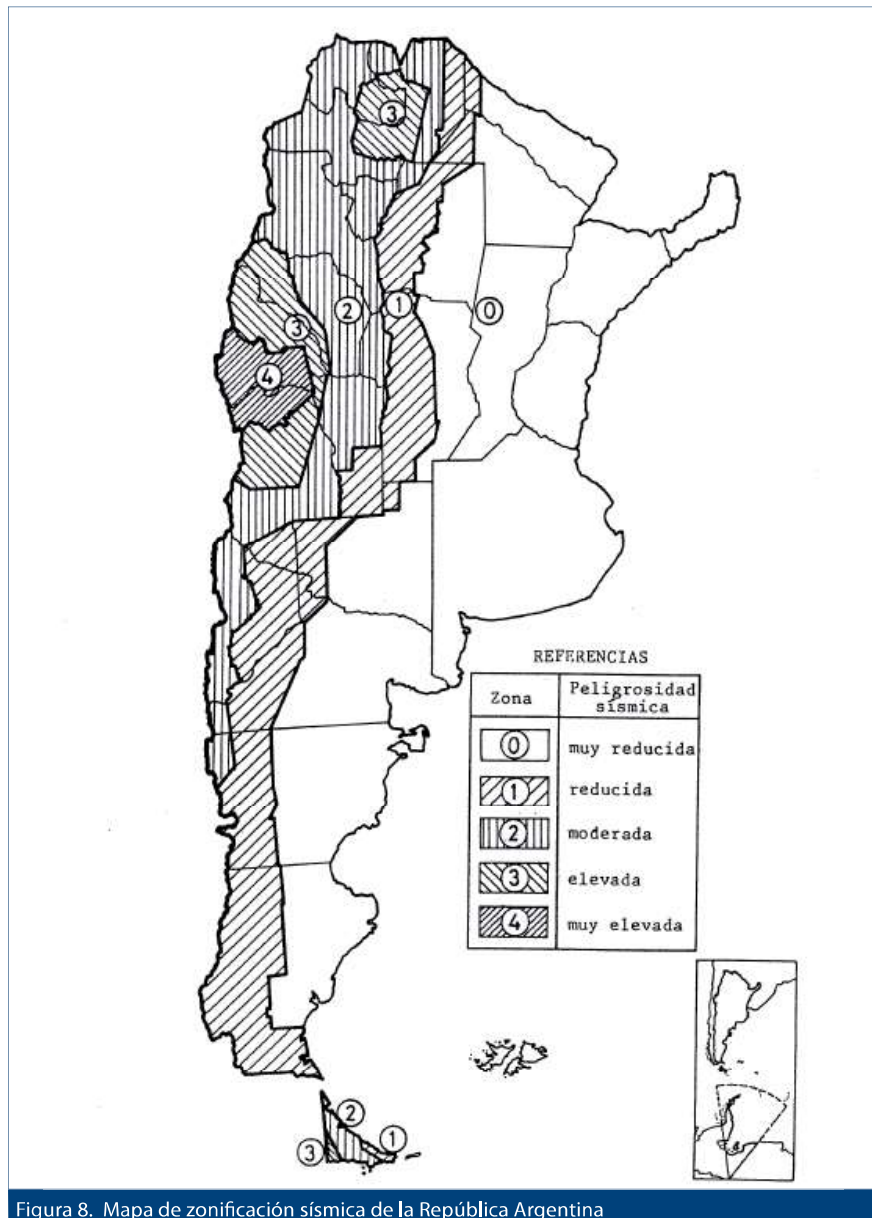 3
2
1
0
3
4
REFERENCIAS
Zona
Peligrosidad
sísmica
0 muy reducida
1 reducida
2 moderada
3 elevada
4 muy elevada
2
1
3
Figura 8. Mapa de zonificación sísmica de la República Argentina